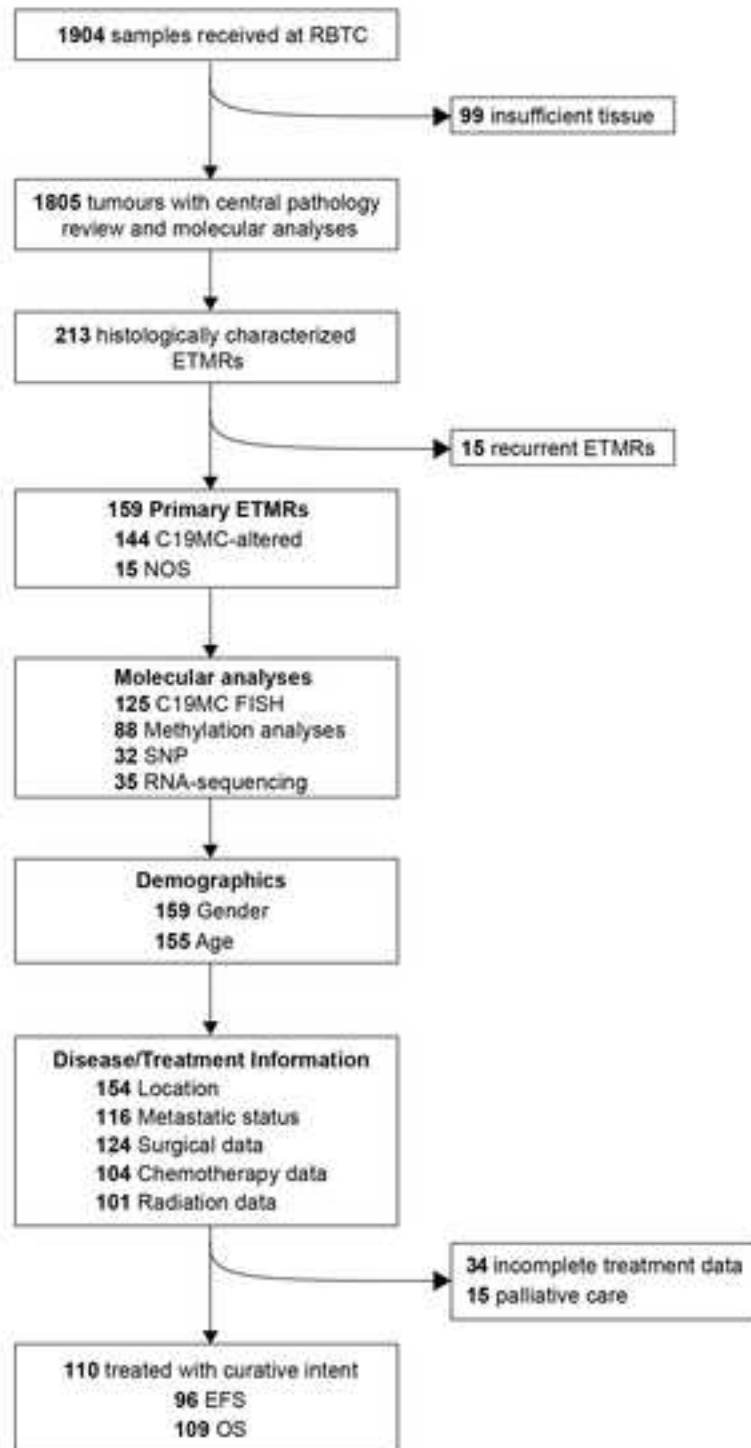 1904 samples received at RBTC
99 insufficient tissue
1805 tumours with central pathology
review and molecular analyses
213 histologically characterized
ETMRs
15 recurrent ETMRs
159 Primary ETMRs
144 C19MC-altered
15 NOS
Molecular analyses
125 C19MC FISH
88 Methylation analyses
32 SNP
35 RNA-sequencing
Demographics
159 Gender
155 Age
Disease/Treatment Information
154 Location
116 Metastatic status
124 Surgical data
104 Chemotherapy data
101 Radiation data
34 incomplete treatment data
15 palliative care
110 treated with curative intent
96 EFS
109 OS